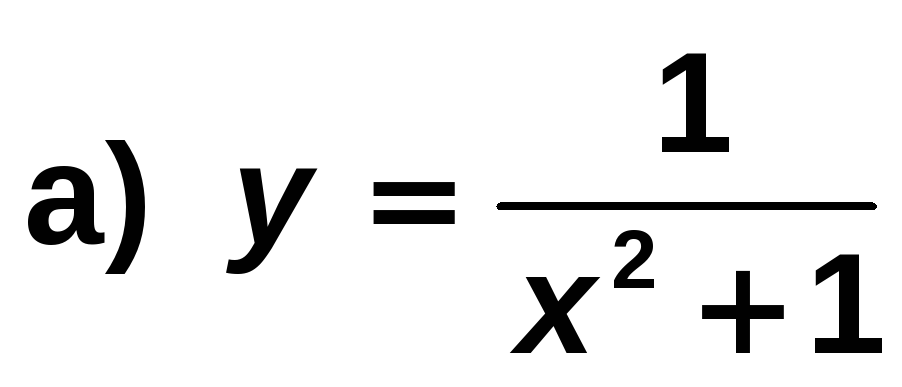 a) y = 1/(x² + 1)